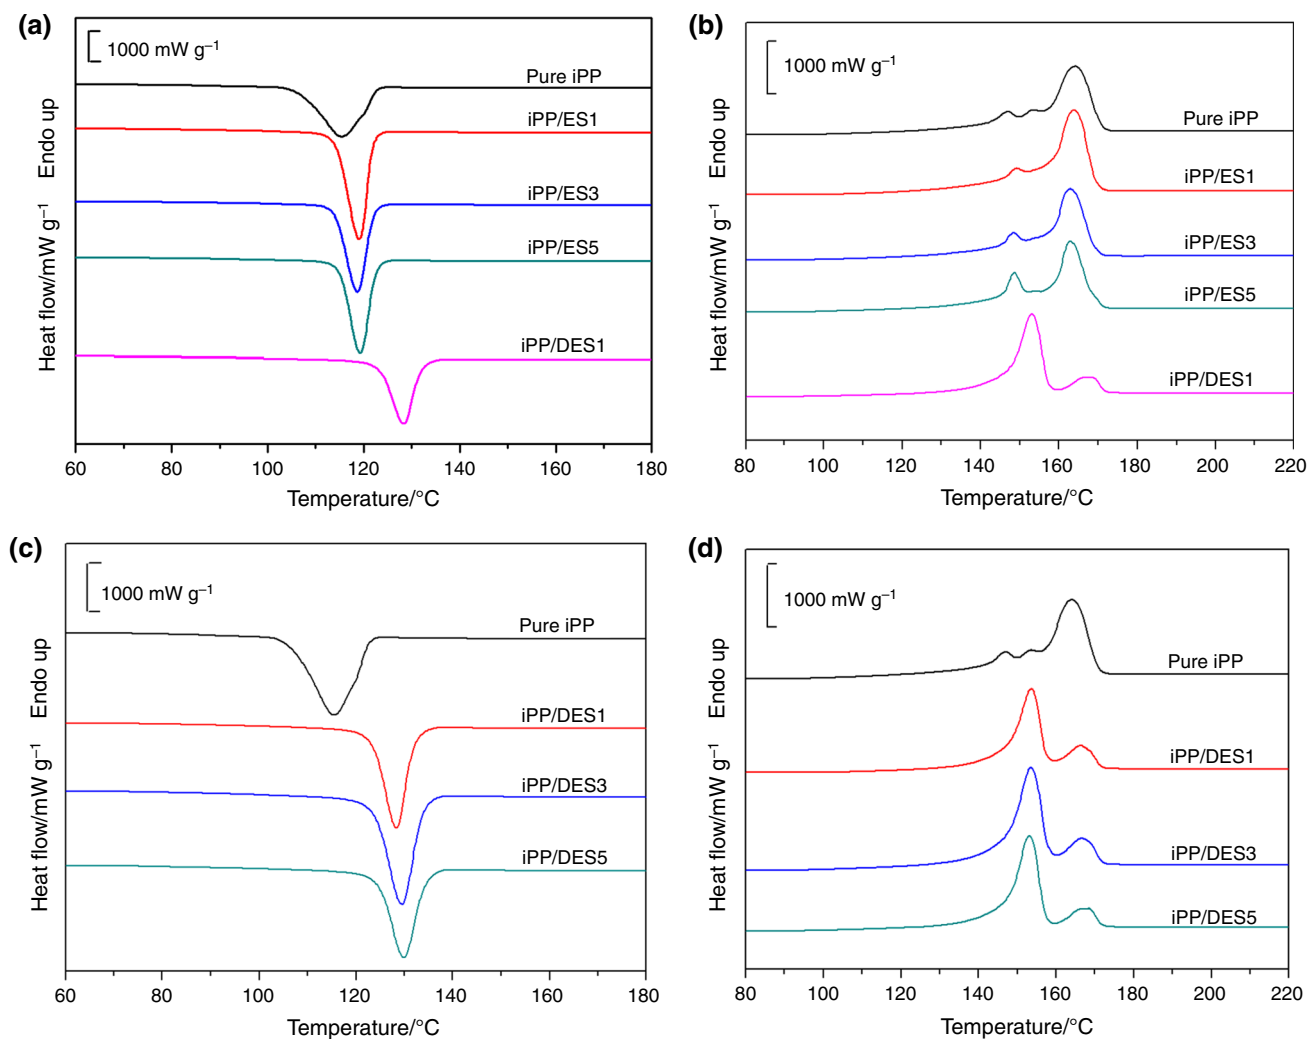 (a)
1000 mW g–1
Pure iPP
iPP/ES1
iPP/ES3
iPP/ES5
iPP/DES1
Heat flow/mW g–1 Endo up
60 80 100 120 140 160 180
Temperature/°C
(b)
1000 mW g–1
Pure iPP
iPP/ES1
iPP/ES3
iPP/ES5
iPP/DES1
Heat flow/mW g–1 Endo up
80 100 120 140 160 180 200 220
Temperature/°C
(c)
1000 mW g–1
Pure iPP
iPP/DES1
iPP/DES3
iPP/DES5
Heat flow/mW g–1 Endo up
60 80 100 120 140 160 180
Temperature/°C
(d)
1000 mW g–1
Pure iPP
iPP/DES1
iPP/DES3
iPP/DES5
Heat flow/mW g–1 Endo up
80 100 120 140 160 180 200 220
Temperature/°C